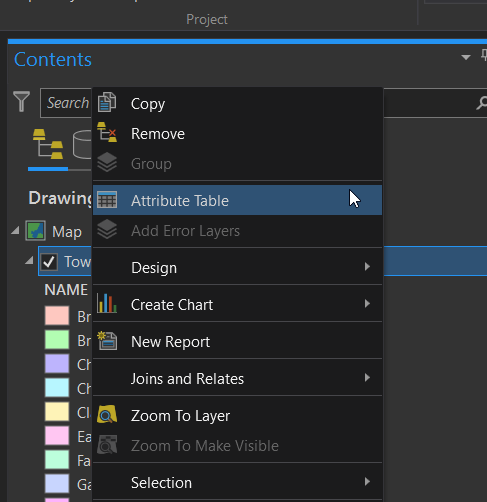 Project
Contents
Search
Copy
Remove
Group
Drawing
Attribute Table
Map
Add Error Layers
Tow
Design
NAME
Create Chart
Br
New Report
Br
Ch
Joins and Relates
Ch
Cl
Zoom To Layer
Ea
Zoom To Make Visible
Fa
Ga
Selection